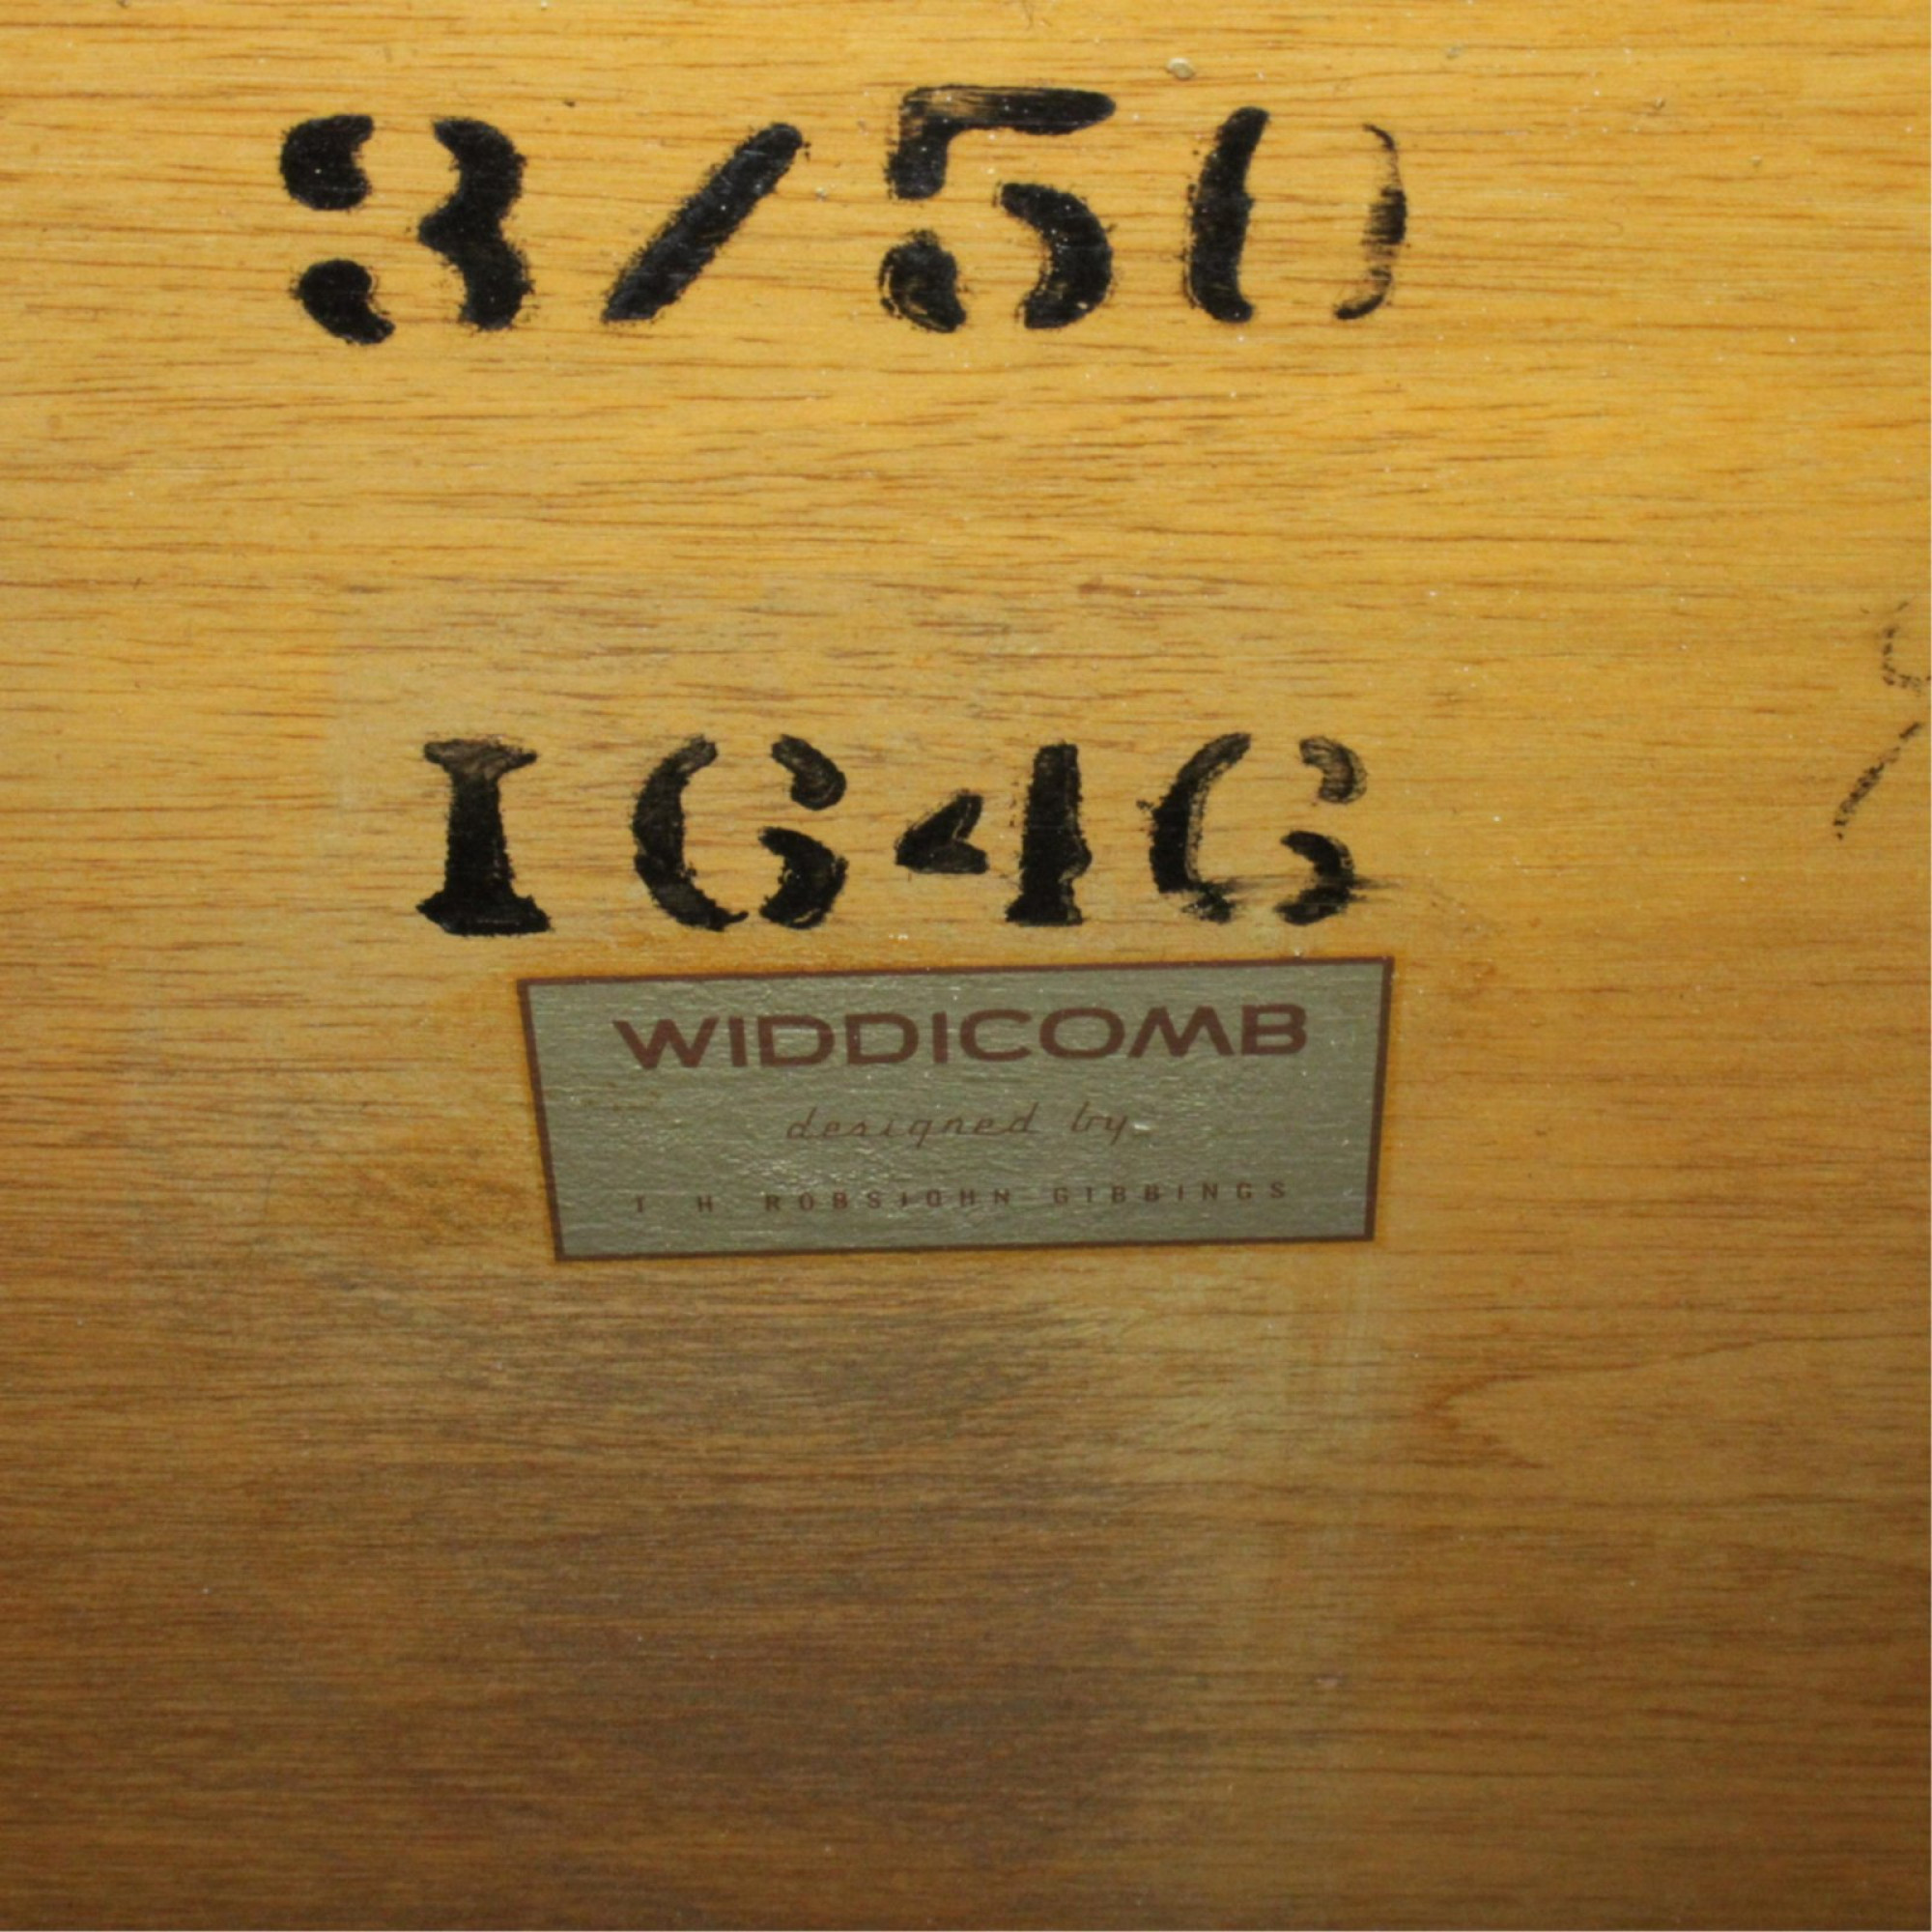 3/50
1646
WIDDICOMB
designed by
T H ROBSJOHN GIBBINGS